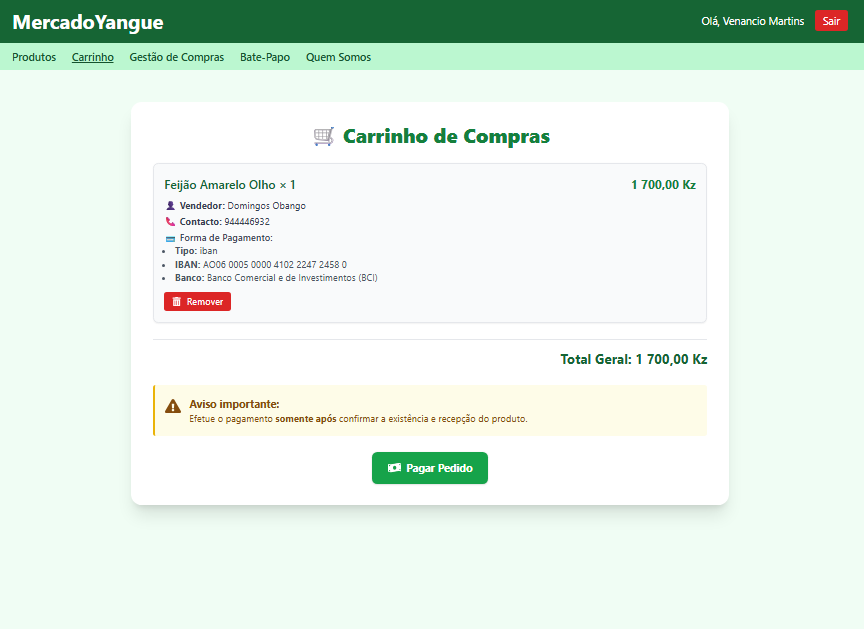 MercadoYangue
Olá, Venancio Martins
Sair
Produtos Carrinho Gestão de Compras Bate-Papo Quem Somos
Carrinho de Compras
Feijão Amarelo Olho × 1
1 700,00 Kz
Vendedor: Domingos Obango
Contacto: 944446932
Forma de Pagamento:
Tipo: iban
IBAN: AO06 0005 0000 4102 2247 2458 0
Banco: Banco Comercial e de Investimentos (BCI)
Remover
Total Geral: 1 700,00 Kz
Aviso importante:
Efetue o pagamento somente após confirmar a existência e recepção do produto.
Pagar Pedido